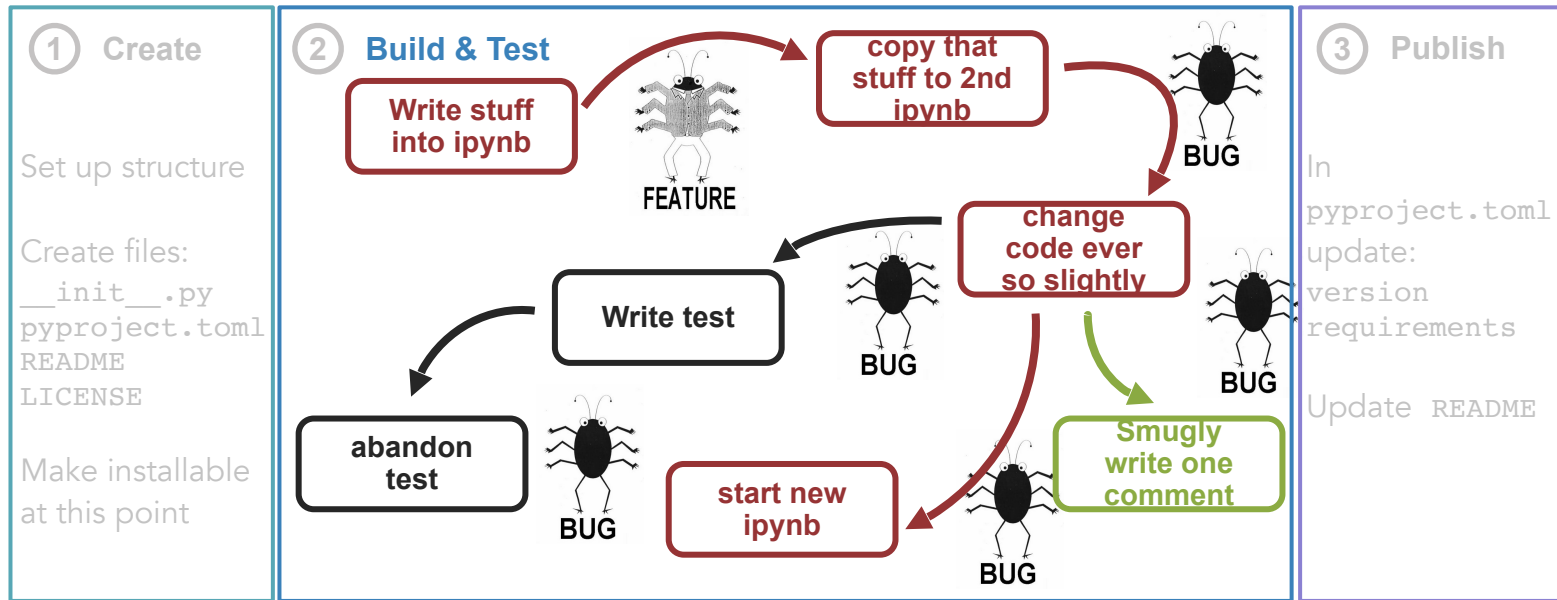 1 Create
Set up structure
Create files:
__init__.py
pyproject.toml
README
LICENSE
Make installable
at this point
2 Build & Test
Write stuff
into ipynb
FEATURE
copy that
stuff to 2nd
ipynb
BUG
change
code ever
so slightly
BUG
Write test
BUG
abandon
test
BUG
start new
ipynb
BUG
Smugly
write one
comment
3 Publish
In
pyproject.toml
update:
version
requirements
Update README